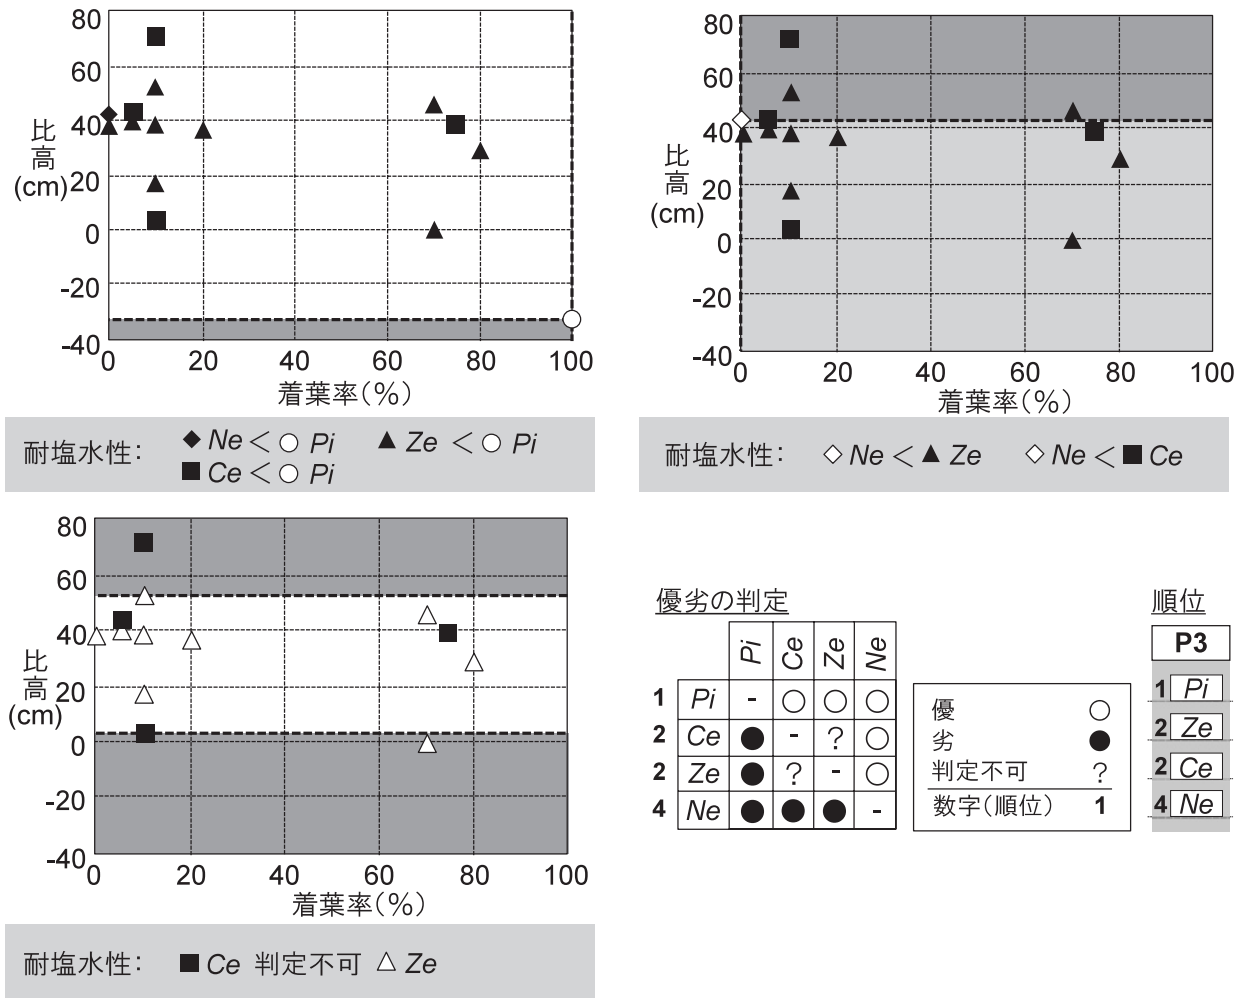 80
60
40
20
0
-20
-40
比高
(cm)
0 20 40 60 80 100
着葉率(%)
耐塩水性: ◆ Ne < ○ Pi ▲ Ze < ○ Pi
■ Ce < ○ Pi
80
60
40
20
0
-20
-40
比高
(cm)
0 20 40 60 80 100
着葉率(%)
耐塩水性: ◇ Ne < ▲ Ze ◇ Ne < ■ Ce
80
60
40
20
0
-20
-40
比高
(cm)
0 20 40 60 80 100
着葉率(%)
耐塩水性: ■ Ce 判定不可 △ Ze
優劣の判定
Pi Ce Ze Ne
1 Pi - ○ ○ ○
2 Ce ● - ? ○
2 Ze ● ? - ○
4 Ne ● ● ● -
優 ○
劣 ●
判定不可 ?
数字(順位) 1
順位
P3
1 Pi
2 Ze
2 Ce
4 Ne